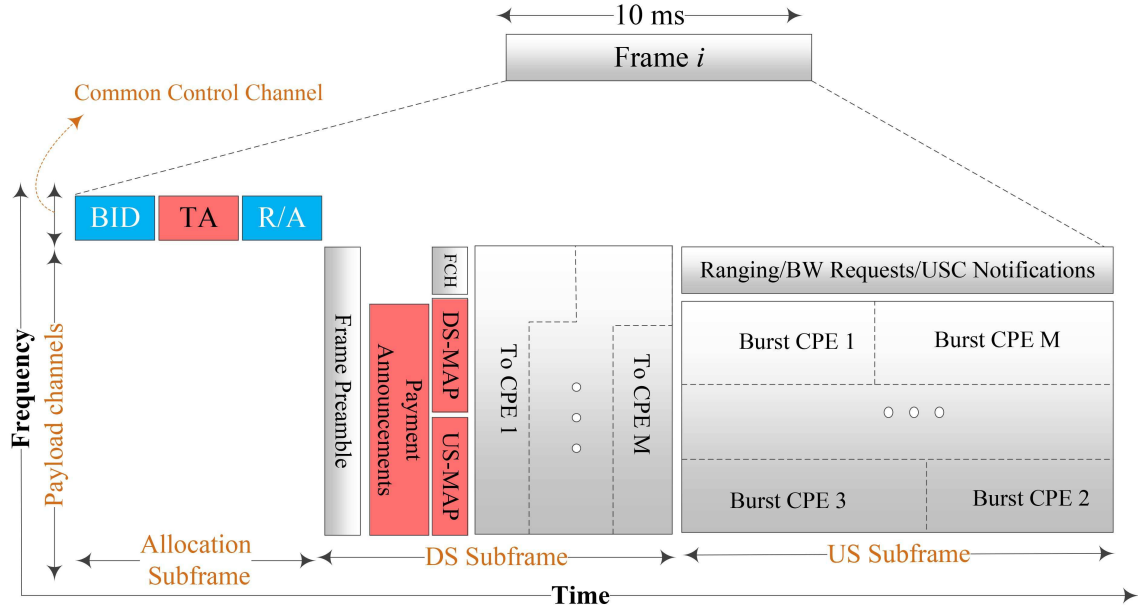 10 ms
Frame i
Common Control Channel
BID
TA
R/A
Frequency
Payload channels
Frame Preamble
Payment
Announcements
FCH
DS-MAP
US-MAP
To CPE 1
To CPE M
Ranging/BW Requests/USC Notifications
Burst CPE 1
Burst CPE M
Burst CPE 3
Burst CPE 2
Allocation
Subframe
DS Subframe
US Subframe
Time